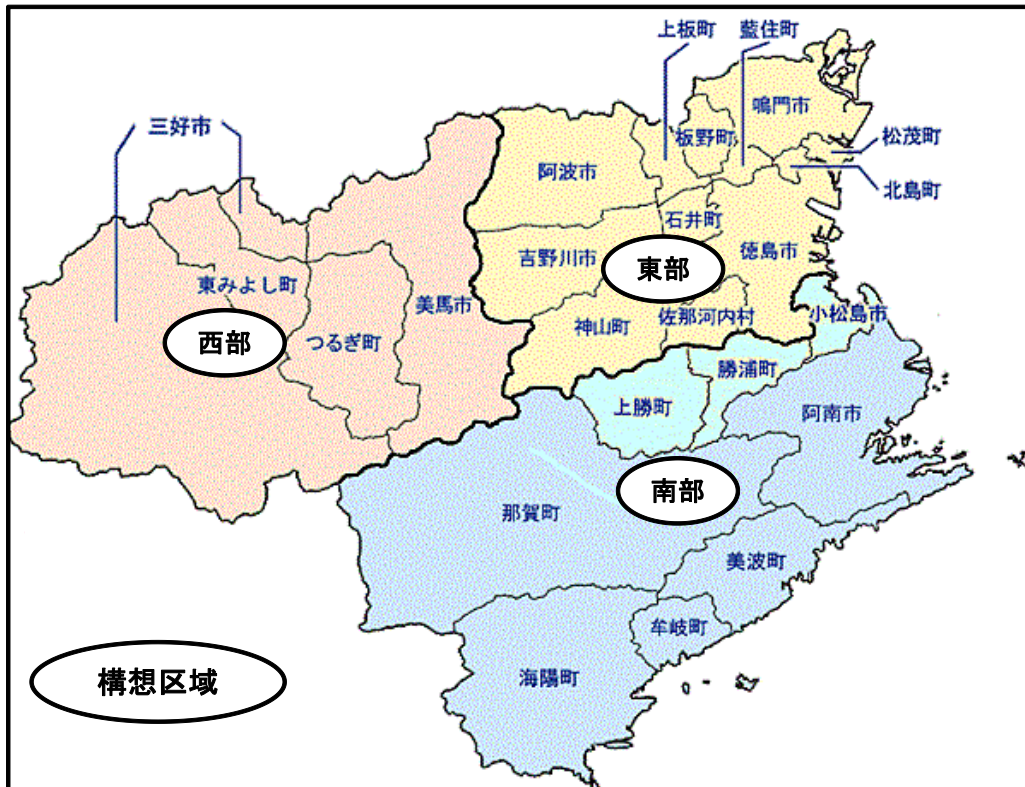 上板町
藍住町
鳴門市
三好市
板野町
松茂町
阿波市
北島町
石井町
吉野川市
徳島市
東部
東みよし町
美馬市
神山町
佐那河内村
小松島市
西部
つるぎ町
勝浦町
上勝町
阿南市
南部
那賀町
美波町
牟岐町
海陽町
構想区域